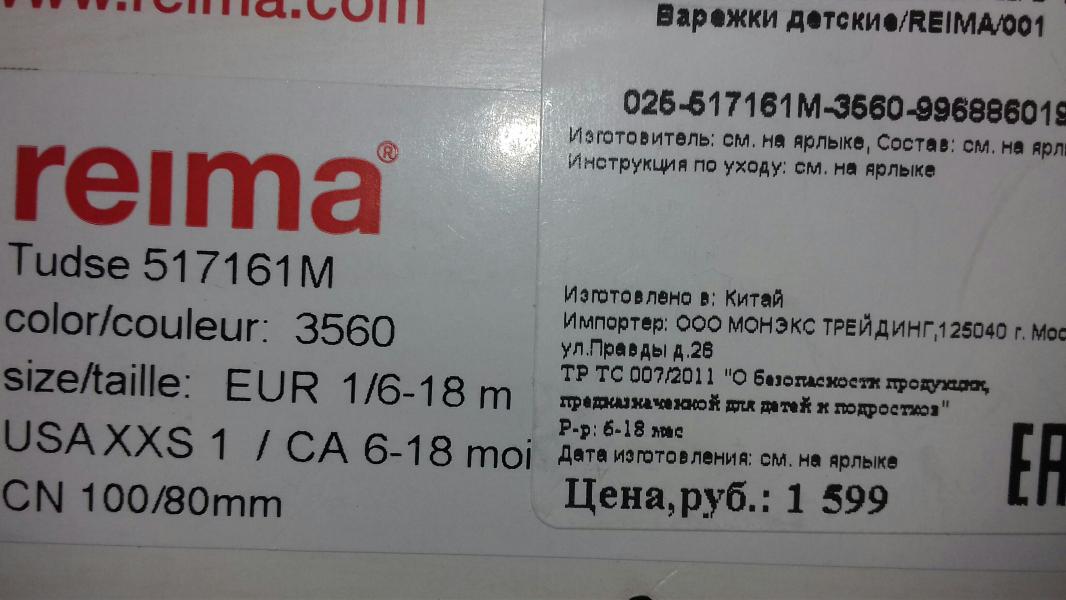 www.reima.com
reima®
Tudse 517161M
color/couleur: 3560
size/taille: EUR 1/6-18 m
USA XXS 1 / CA 6-18 moi
CN 100/80mm
Варежки детские/REIMA/001
025-517161M-3560-996886019
Изготовитель: см. на ярлыке, Состав: см. на ярл
Инструкция по уходу: см. на ярлыке
Изготовлено в: Китай
Импортер: ООО МОНЭКС ТРЕЙДИНГ,125040 г. Мос
ул.Правды д.26
ТР ТС 007/2011 "О безопасности продукции,
предназначенной для детей и подростков"
Р-р: 6-18 мес
Дата изготовления: см. на ярлыке
Цена,руб.: 1 599